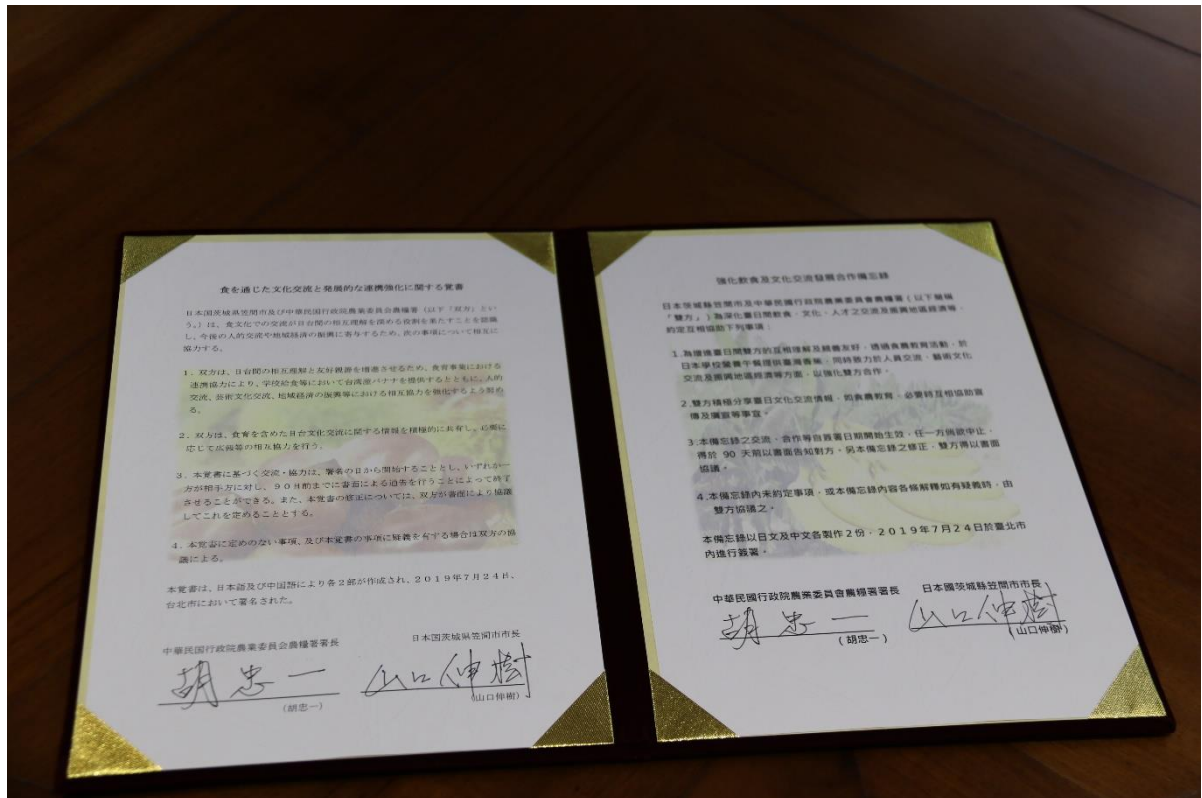 食を通じた文化交流と発展的な連携強化に関する覚書
日本国茨城県笠間市及び中華民国行政院農業委員会農糧署（以下「双方」とい
う。）は、食文化での交流が日台間の相互理解を深める役割を果たすことを認識
し、今後の人的交流や地域経済の振興に寄与するため、次の事項について相互に
協力する。
1．双方は、日台間の相互理解と友好親善を増進させるため、食育事業における
連携協力により、学校給食等において台湾産バナナを提供するとともに、人的
交流、芸術文化交流、地域経済の振興等における相互協力を強化するよう努め
る。
2．双方は、食育を含めた日台文化交流に関する情報を積極的に共有し、必要に
応じて広報等の相互協力を行う。
3．本覚書に基づく交流・協力は、署名の日から開始することとし、いずれか一
方が相手方に対し、90日前までに書面による通告を行うことによって終了
させることができる。また、本覚書の修正については、双方が書面により協議
してこれを定めることとする。
4．本覚書に定めのない事項、及び本覚書の事項に疑義を有する場合は双方の協
議による。
本覚書は、日本語及び中国語により各2部が作成され、2019年7月24日、
台北市において署名された。
中華民国行政院農業委員会農糧署署長
日本国茨城県笠間市市長
胡忠一
山口伸樹
(胡忠一)
(山口伸樹)
強化飲食及文化交流發展合作備忘錄
日本茨城縣笠間市及中華民國行政院農業委員會農糧署(以下簡稱
「雙方」)為深化臺日間飲食、文化、人才之交流及振興地區經濟等，
約定互相協助下列事項：
1.為增進臺日間雙方的互相理解及親善友好，透過食農教育活動，於
日本學校營養午餐提供臺灣香蕉，同時致力於人員交流、藝術文化
交流及振興地區經濟等方面，以強化雙方合作。
2.雙方積極分享臺日文化交流情報，如食農教育，必要時互相協助宣
傳及廣宣等事宜。
3.本備忘錄之交流、合作等自簽署日期開始生效，任一方擬欲中止，
得於 90 天前以書面告知對方。另本備忘錄之修正，雙方得以書面
協議。
4.本備忘錄內未約定事項，或本備忘錄內容各條解釋如有疑義時，由
雙方協議之。
本備忘錄以日文及中文各製作2份，2019年7月24日於臺北市
內進行簽署。
中華民國行政院農業委員會農糧署署長
日本國茨城縣笠間市市長
胡忠一
山口伸樹
(胡忠一)
(山口伸樹)